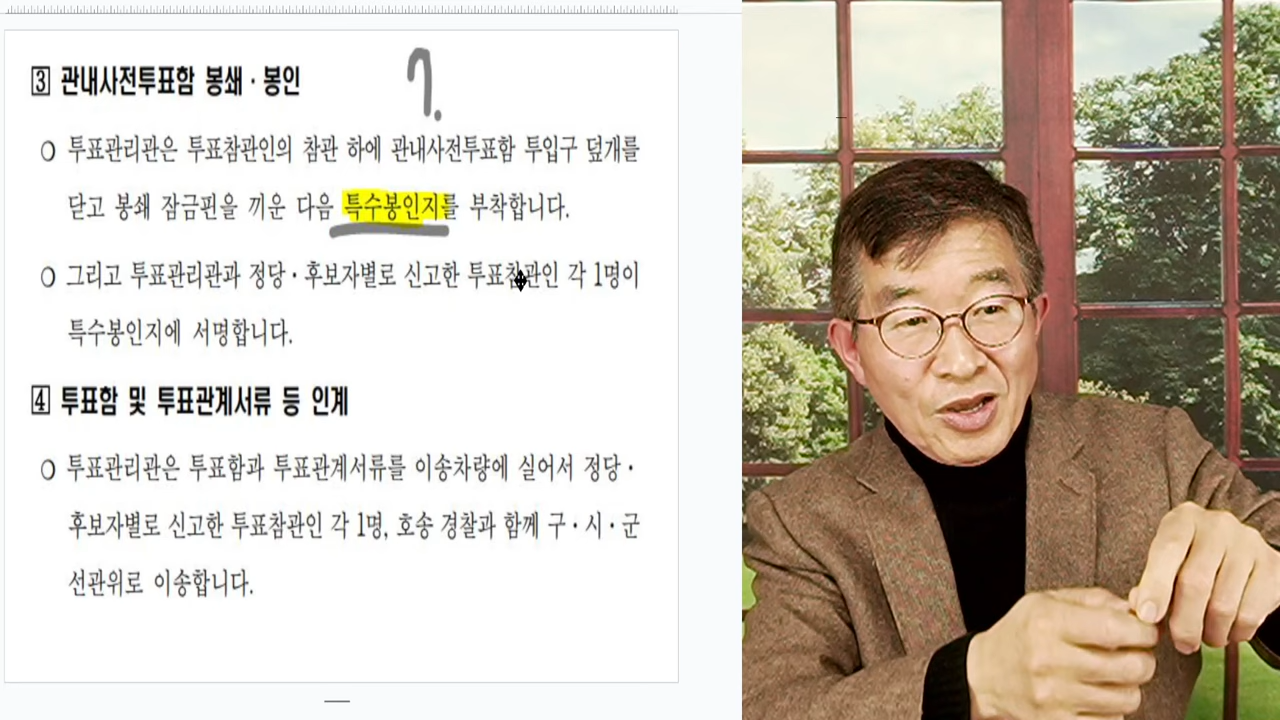 3 관내사전투표함 봉쇄·봉인
7.
○ 투표관리관은 투표참관인의 참관 하에 관내사전투표함 투입구 덮개를
닫고 봉쇄 잠금핀을 끼운 다음 특수봉인지를 부착합니다.
○ 그리고 투표관리관과 정당·후보자별로 신고한 투표참관인 각 1명이
특수봉인지에 서명합니다.
4 투표함 및 투표관계서류 등 인계
○ 투표관리관은 투표함과 투표관계서류를 이송차량에 실어서 정당·
후보자별로 신고한 투표참관인 각 1명, 호송 경찰과 함께 구·시·군
선관위로 이송합니다.